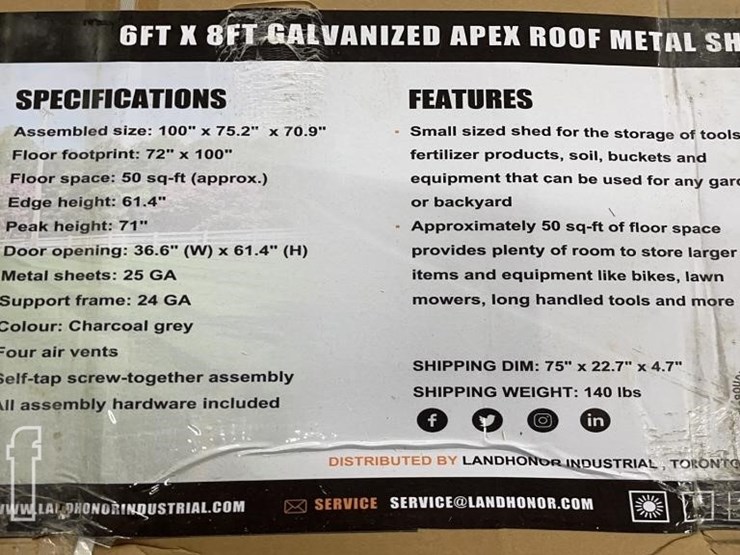 6FT X 8FT GALVANIZED APEX ROOF METAL SH
SPECIFICATIONS
Assembled size: 100" x 75.2" x 70.9"
Floor footprint: 72" x 100"
Floor space: 50 sq-ft (approx.)
Edge height: 61.4"
Peak height: 71"
Door opening: 36.6" (W) x 61.4" (H)
Metal sheets: 25 GA
Support frame: 24 GA
Colour: Charcoal grey
Four air vents
Self-tap screw-together assembly
All assembly hardware included
FEATURES
Small sized shed for the storage of tools
fertilizer products, soil, buckets and
equipment that can be used for any gard
or backyard
Approximately 50 sq-ft of floor space
provides plenty of room to store larger
items and equipment like bikes, lawn
mowers, long handled tools and more
SHIPPING DIM: 75" x 22.7" x 4.7"
SHIPPING WEIGHT: 140 lbs
f in
DISTRIBUTED BY LANDHONOR INDUSTRIAL, TORONTO
f
WWW.LANDHONORINDUSTRIAL.COM
SERVICE SERVICE@LANDHONOR.COM